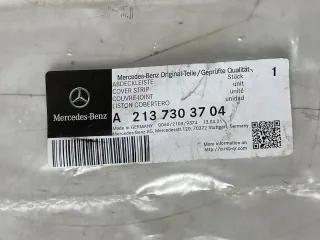 Mercedes-Benz Original-Teile/Geprüfte Qualität
ABDECKLEISTE Stück 1
COVER STRIP unit
COUVRE-JOINT unité
LISTON COBERTERO unidad
Mercedes-Benz
A 213 730 37 04
Made in GERMANY
Mercedes-Benz AG, Mercedesstr.120, 70372 Stuttgart, Germany